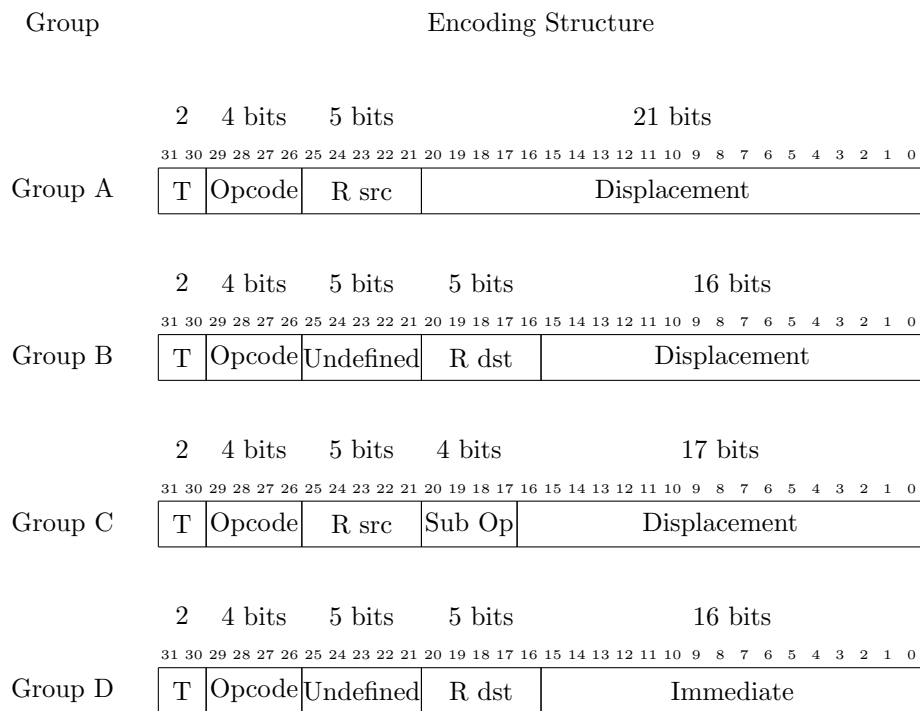 Group Encoding Structure
2 4 bits 5 bits 21 bits
31 30 29 28 27 26 25 24 23 22 21 20 19 18 17 16 15 14 13 12 11 10 9 8 7 6 5 4 3 2 1 0
Group A T Opcode R src Displacement
2 4 bits 5 bits 5 bits 16 bits
31 30 29 28 27 26 25 24 23 22 21 20 19 18 17 16 15 14 13 12 11 10 9 8 7 6 5 4 3 2 1 0
Group B T Opcode Undefined R dst Displacement
2 4 bits 5 bits 4 bits 17 bits
31 30 29 28 27 26 25 24 23 22 21 20 19 18 17 16 15 14 13 12 11 10 9 8 7 6 5 4 3 2 1 0
Group C T Opcode R src Sub Op Displacement
2 4 bits 5 bits 5 bits 16 bits
31 30 29 28 27 26 25 24 23 22 21 20 19 18 17 16 15 14 13 12 11 10 9 8 7 6 5 4 3 2 1 0
Group D T Opcode Undefined R dst Immediate